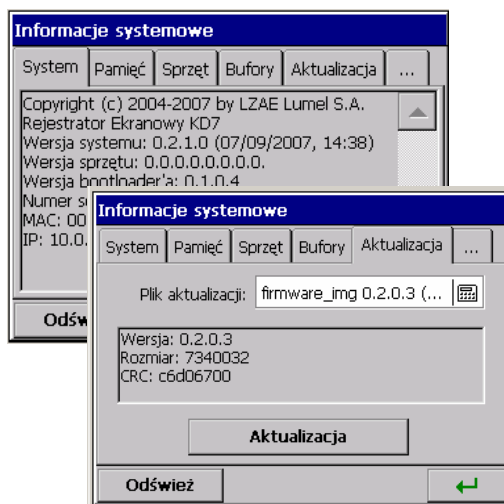 Informacje systemowe
System Pamięć Sprzęt Bufory Aktualizacja ...
Copyright (c) 2004-2007 by LZAE Lumel S.A.
Rejestrator Ekranowy KD7
Wersja systemu: 0.2.1.0 (07/09/2007, 14:38)
Wersja sprzętu: 0.0.0.0.0.0.0.
Wersja bootloader'a: 0.1.0.4
Numer
MAC: 00
IP: 10.0.
Informacje systemowe
System Pamięć Sprzęt Bufory Aktualizacja ...
Plik aktualizacji: firmware_img 0.2.0.3 (...
Wersja: 0.2.0.3
Rozmiar: 7340032
CRC: c6d06700
Aktualizacja
Odśwież